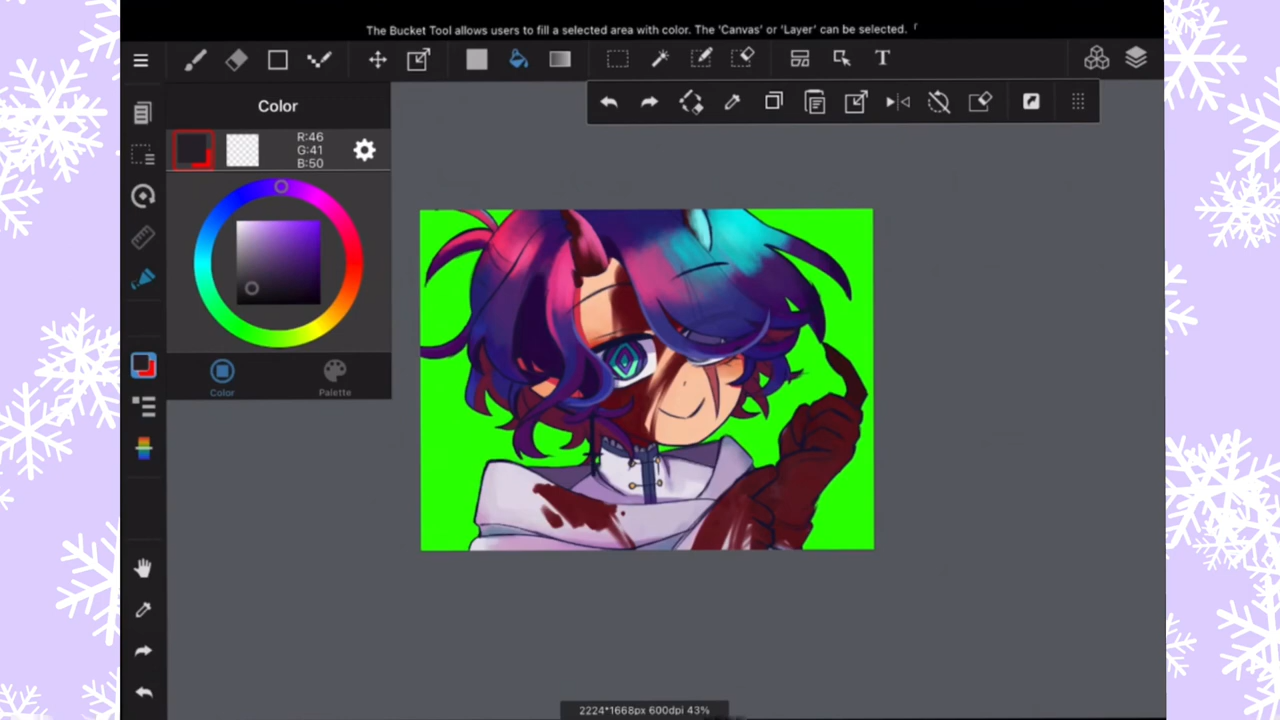 The Bucket Tool allows users to fill a selected area with color. The 'Canvas' or 'Layer' can be selected. 「
T
Color
R:46
G:41
B:50
Color
Palette
2224*1668px 600dpi 43%